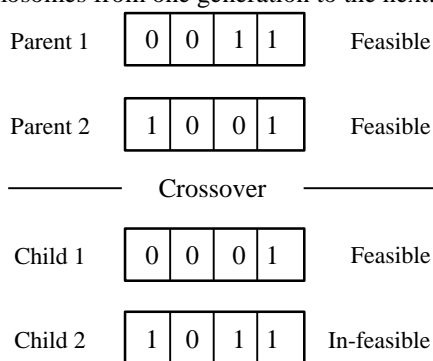 from one generation to the next.
Parent 1 0 0 1 1 Feasible
Parent 2 1 0 0 1 Feasible
Crossover
Child 1 0 0 0 1 Feasible
Child 2 1 0 1 1 In-feasible